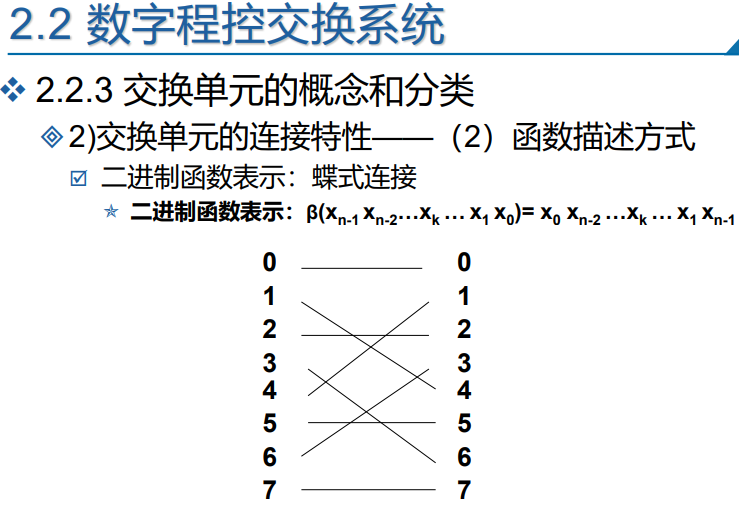 2.2 数字程控交换系统
2.2.3 交换单元的概念和分类
2)交换单元的连接特性——（2）函数描述方式
二进制函数表示：蝶式连接
二进制函数表示：β(xn-1 xn-2…xk … x1 x0)= x0 xn-2 …xk … x1 xn-1
0 0
1 1
2 2
3 3
4 4
5 5
6 6
7 7